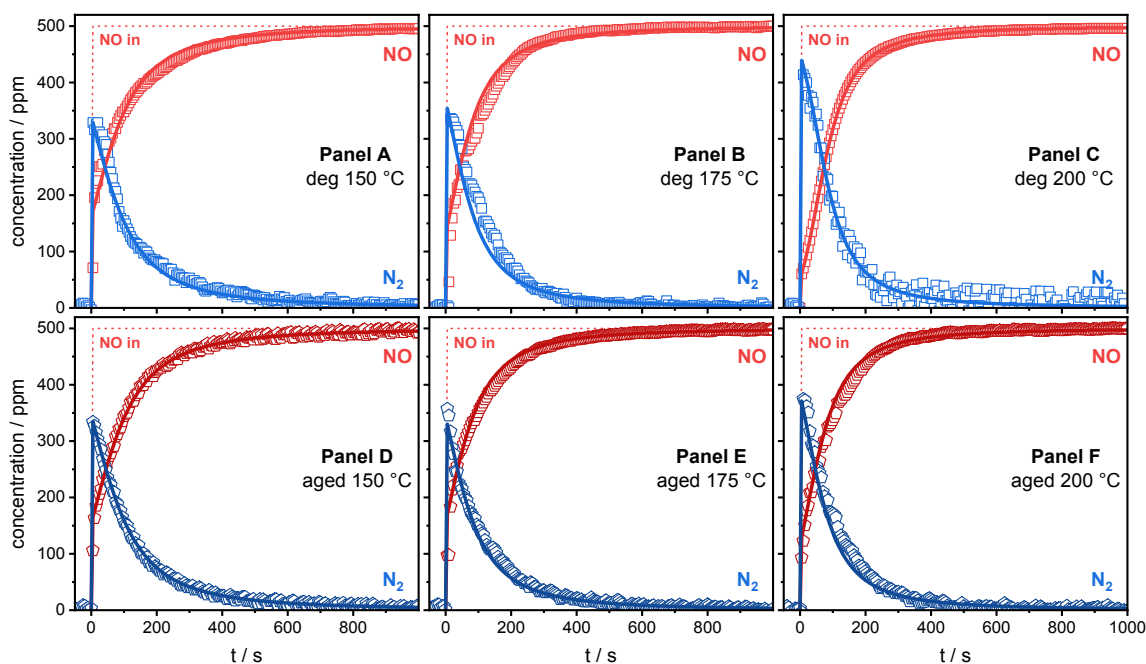 concentration / ppm
500
400
300
200
100
0
NO in
NO
Panel A
deg 150 °C
N2
NO in
NO
Panel B
deg 175 °C
N2
NO in
NO
Panel C
deg 200 °C
N2
concentration / ppm
500
400
300
200
100
0
NO in
NO
Panel D
aged 150 °C
N2
NO in
NO
Panel E
aged 175 °C
N2
NO in
NO
Panel F
aged 200 °C
N2
0 200 400 600 800
0 200 400 600 800
0 200 400 600 800 1000
t / s
t / s
t / s